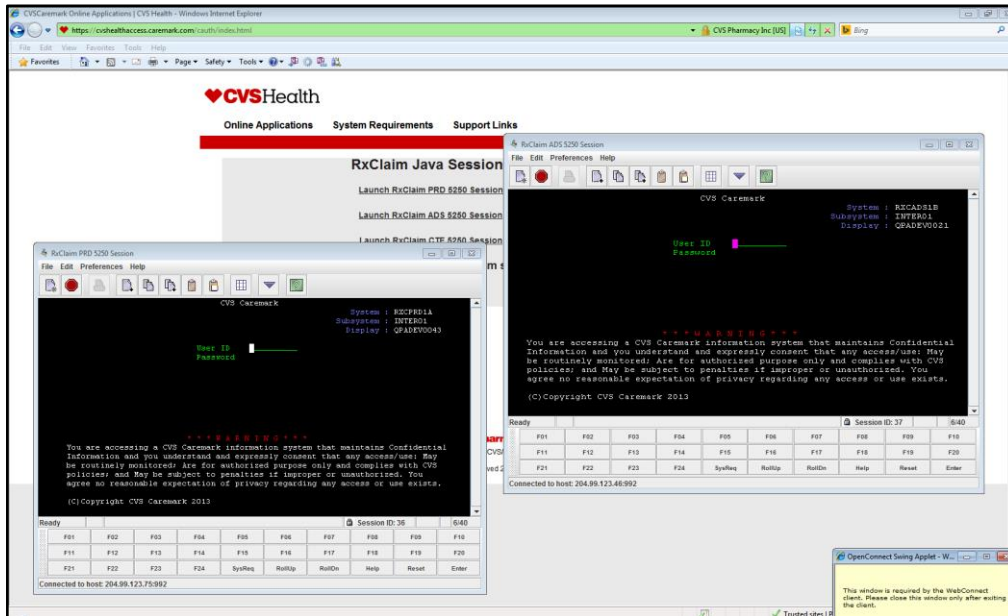 CVSCaremark Online Applications | CVS Health - Windows Internet Explorer
https://cvshealthaccess.caremark.com/cauth/index.html
CVS Pharmacy Inc [US]
Bing
File Edit View Favorites Tools Help
Favorites
Page Safety Tools
CVSHealth
Online Applications System Requirements Support Links
RxClaim Java Session
Launch RxClaim PRD 5250 Session
Launch RxClaim ADS 5250 Session
Launch RxClaim CTE 5250 Session
RxClaim ADS 5250 Session
File Edit Preferences Help
CVS Caremark
System : RXCADS1B
Subsystem : INTER01
Display : QPADEV0021
User ID
Password
* * * W A R N I N G * * *
You are accessing a CVS Caremark information system that maintains Confidential
Information and you understand and expressly consent that any access/use: May
be routinely monitored; Are for authorized purpose only and complies with CVS
policies; and May be subject to penalties if improper or unauthorized. You
agree no reasonable expectation of privacy regarding any access or use exists.
(C)Copyright CVS Caremark 2013
Ready Session ID: 37 6/40
F01 F02 F03 F04 F05 F06 F07 F08 F09 F10
F11 F12 F13 F14 F15 F16 F17 F18 F19 F20
F21 F22 F23 F24 SysReq RollUp RollDn Help Reset Enter
Connected to host: 204.99.123.46:992
RxClaim PRD 5250 Session
File Edit Preferences Help
CVS Caremark
System : RXCPRD1A
Subsystem : INTER01
Display : QPADEV0043
User ID
Password
* * * W A R N I N G * * *
You are accessing a CVS Caremark information system that maintains Confidential
Information and you understand and expressly consent that any access/use: May
be routinely monitored; Are for authorized purpose only and complies with CVS
policies; and May be subject to penalties if improper or unauthorized. You
agree no reasonable expectation of privacy regarding any access or use exists.
(C)Copyright CVS Caremark 2013
Ready Session ID: 36 6/40
F01 F02 F03 F04 F05 F06 F07 F08 F09 F10
F11 F12 F13 F14 F15 F16 F17 F18 F19 F20
F21 F22 F23 F24 SysReq RollUp RollDn Help Reset Enter
Connected to host: 204.99.123.75:992
OpenConnect Swing Applet - W...
This window is required by the WebConnect
client. Please close this window only after exiting
the client.
Trusted sites